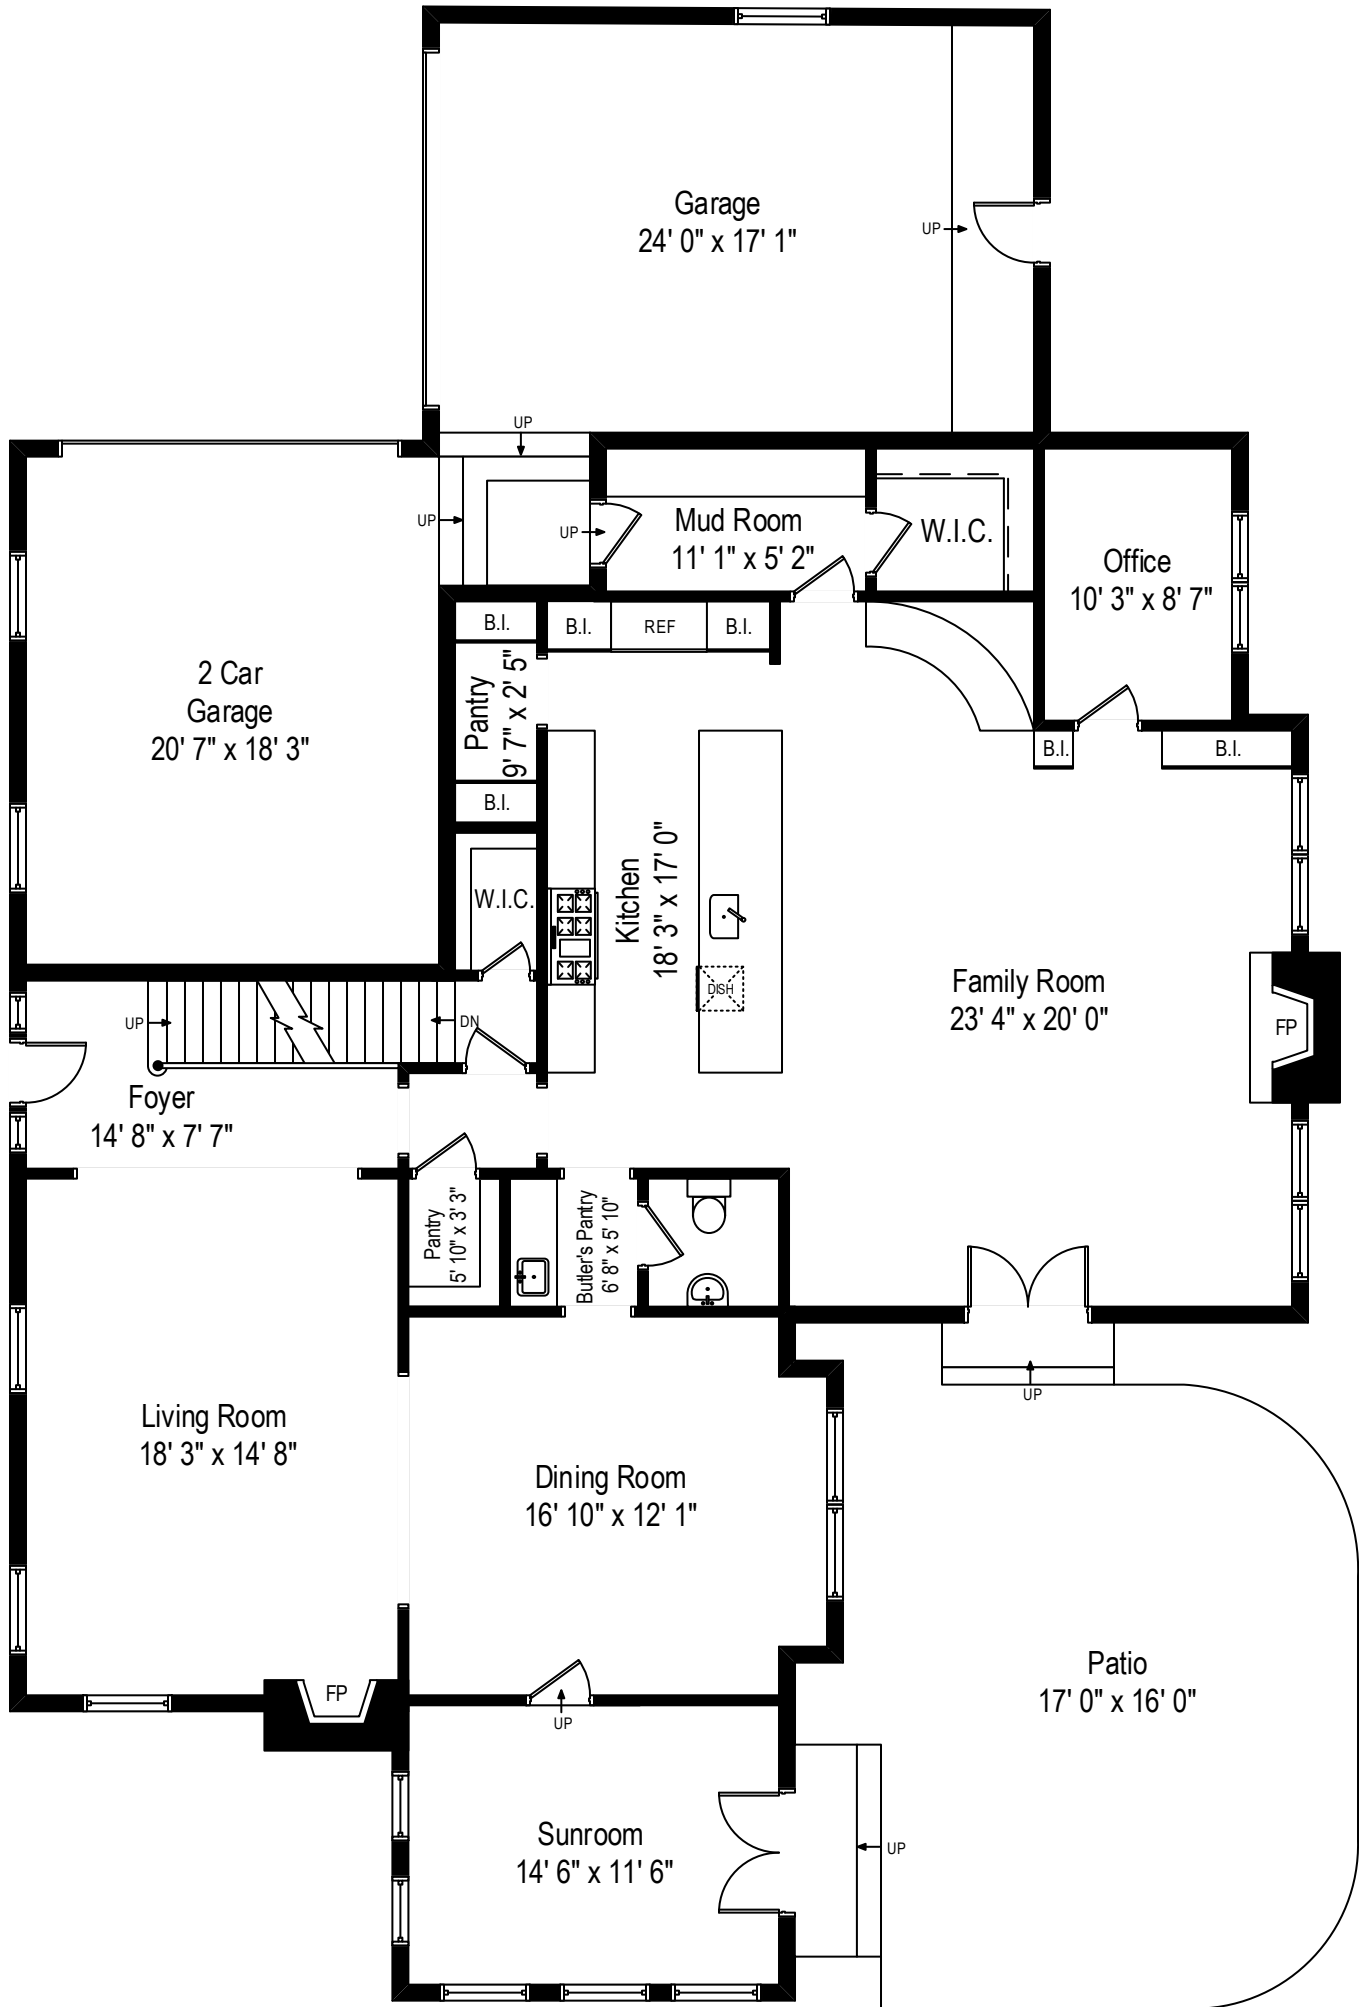 Garage
24' 0" x 17' 1"
UP
UP
UP
UP
Mud Room
11' 1" x 5' 2"
W.I.C.
Office
10' 3" x 8' 7"
B.I.
B.I.
REF
B.I.
2 Car
Garage
20' 7" x 18' 3"
Pantry
9' 7" x 2' 5"
B.I.
B.I.
B.I.
W.I.C.
Kitchen
18' 3" x 17' 0"
DISH
Family Room
23' 4" x 20' 0"
FP
UP
DN
Foyer
14' 8" x 7' 7"
Pantry
5' 10" x 3' 3"
Butler's Pantry
6' 8" x 5' 10"
UP
Living Room
18' 3" x 14' 8"
Dining Room
16' 10" x 12' 1"
FP
UP
Patio
17' 0" x 16' 0"
Sunroom
14' 6" x 11' 6"
UP